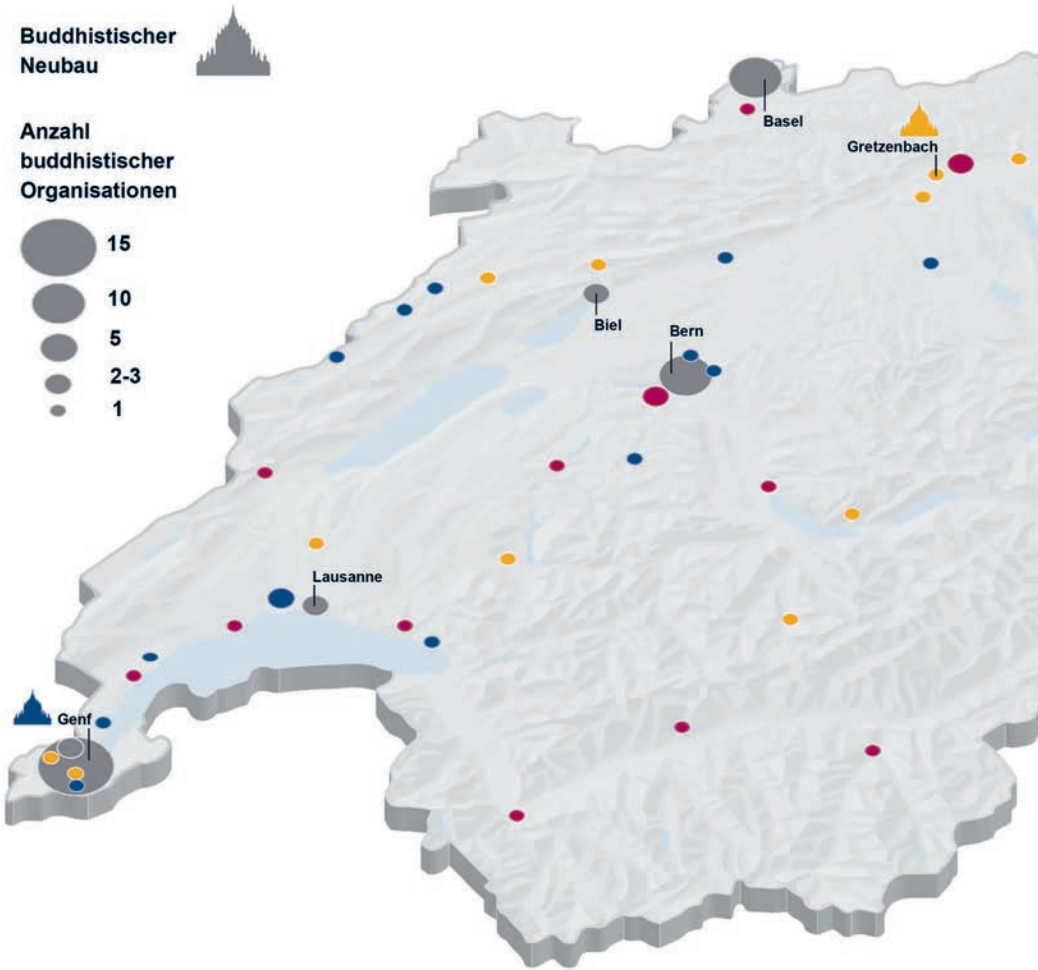 Buddhistischer
Neubau
Anzahl
buddhistischer
Organisationen
15
10
5
2-3
1
Basel
Gretzenbach
Biel
Bern
Lausanne
Genf